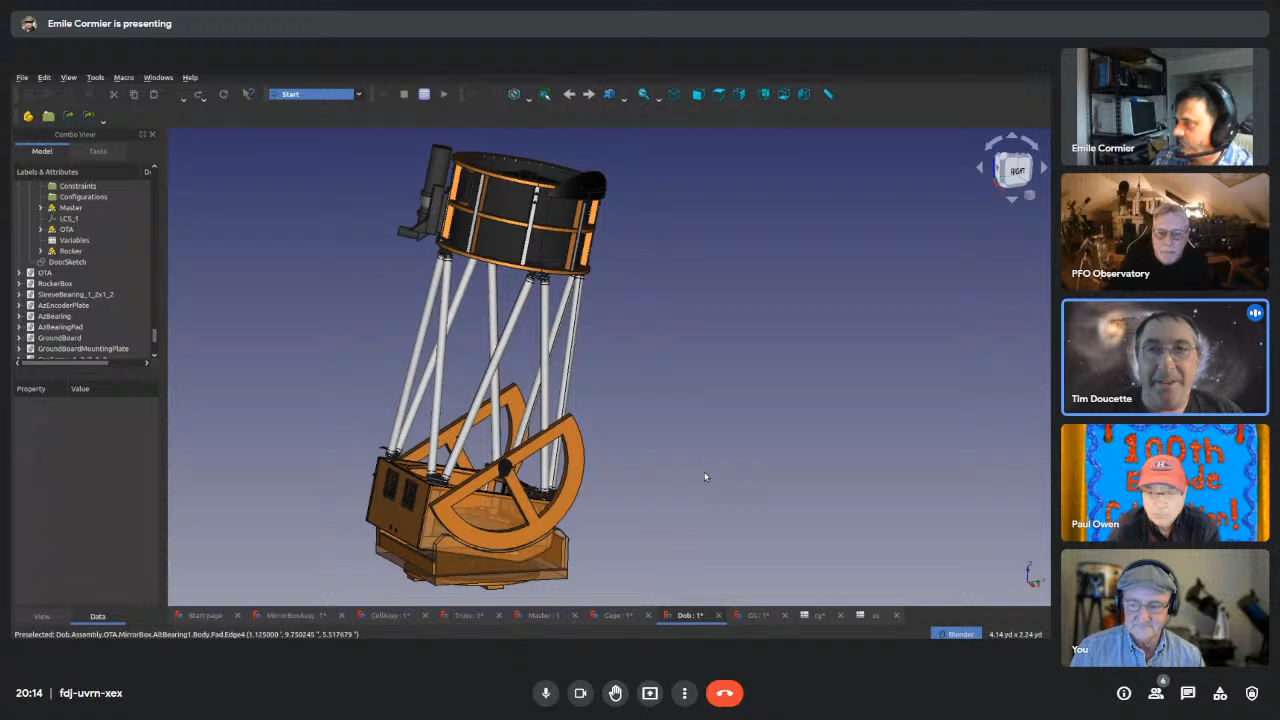 Emile Cormier is presenting
File Edit View Tools Macro Windows Help
Start
Combo View
Model Tasks
Labels & Attributes
Constraints
Configurations
Master
LCS_1
OTA
Variables
Rocker
DoorSketch
OTA
RockerBox
SleeveBearing_1_2x1_2
AzEncoderPlate
AzBearing
AzBearingPad
GroundBoard
GroundBoardMountingPlate
Property Value
View Data
RIGHT
Start page MirrorBoxAssy : 1* CellAssy : 1* Truss : 1* Master : 1 Cage : 1* Dob : 1* CG : 1* cg* ss
Preselected: Dob.Assembly.OTA.MirrorBox.AltBearing1.Body.Pad.Edge4 (1.125000 ', 9.750245 ", 5.517679 ")
Blender 4.14 yd x 2.24 yd
Emile Cormier
PFO Observatory
Tim Doucette
100th
Episode
Celebration!
Paul Owen
You
20:14 fdj-uvrn-xex
6